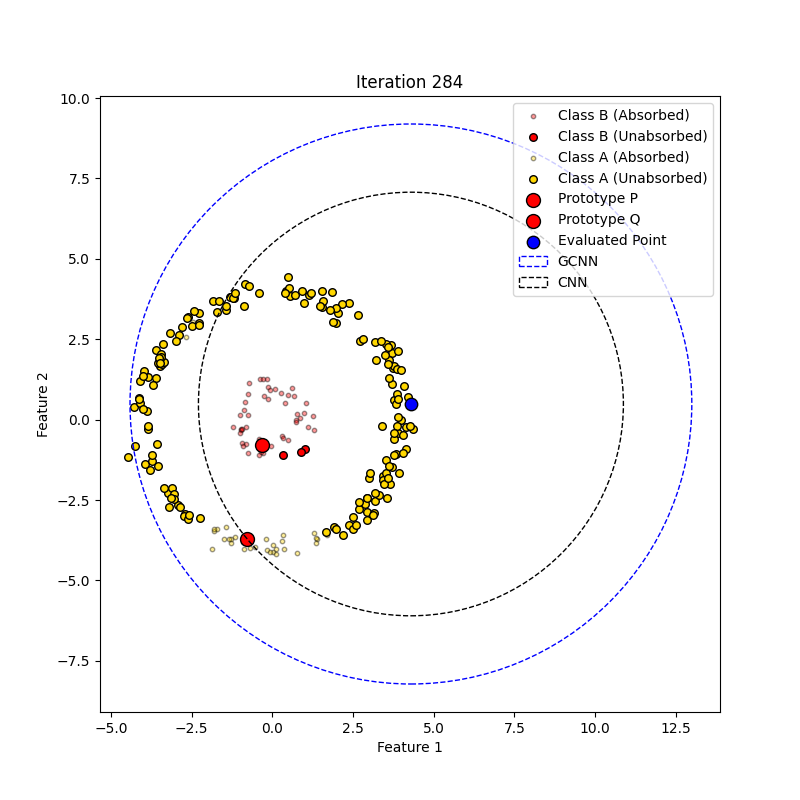 Iteration 284
10.0
7.5
5.0
2.5
0.0
−2.5
−5.0
−7.5
Feature 2
Class B (Absorbed)
Class B (Unabsorbed)
Class A (Absorbed)
Class A (Unabsorbed)
Prototype P
Prototype Q
Evaluated Point
GCNN
CNN
−5.0 −2.5 0.0 2.5 5.0 7.5 10.0 12.5
Feature 1